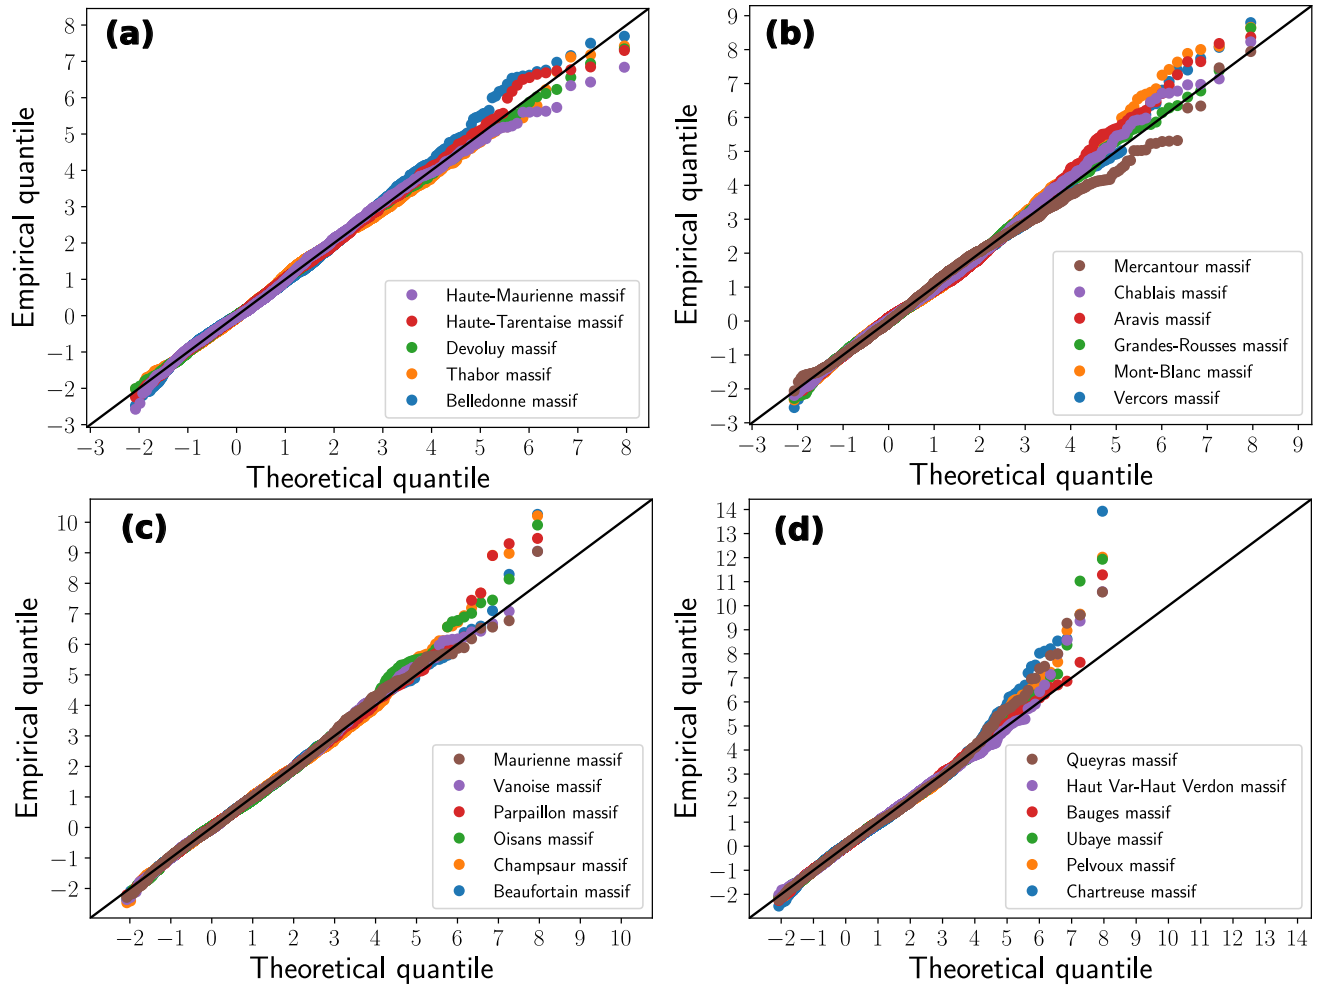 (a)
Empirical quantile
8
7
6
5
4
3
2
1
0
−1
−2
−3
Haute-Maurienne massif
Haute-Tarentaise massif
Devoluy massif
Thabor massif
Belledonne massif
−3 −2 −1 0 1 2 3 4 5 6 7 8
Theoretical quantile
(b)
Empirical quantile
9
8
7
6
5
4
3
2
1
0
−1
−2
−3
Mercantour massif
Chablais massif
Aravis massif
Grandes-Rousses massif
Mont-Blanc massif
Vercors massif
−3 −2 −1 0 1 2 3 4 5 6 7 8 9
Theoretical quantile
(c)
Empirical quantile
10
9
8
7
6
5
4
3
2
1
0
−1
−2
Maurienne massif
Vanoise massif
Parpaillon massif
Oisans massif
Champsaur massif
Beaufortain massif
−2 −1 0 1 2 3 4 5 6 7 8 9 10
Theoretical quantile
(d)
Empirical quantile
14
13
12
11
10
9
8
7
6
5
4
3
2
1
0
−1
−2
Queyras massif
Haut Var-Haut Verdon massif
Bauges massif
Ubaye massif
Pelvoux massif
Chartreuse massif
−2 −1 0 1 2 3 4 5 6 7 8 9 10 11 12 13 14
Theoretical quantile